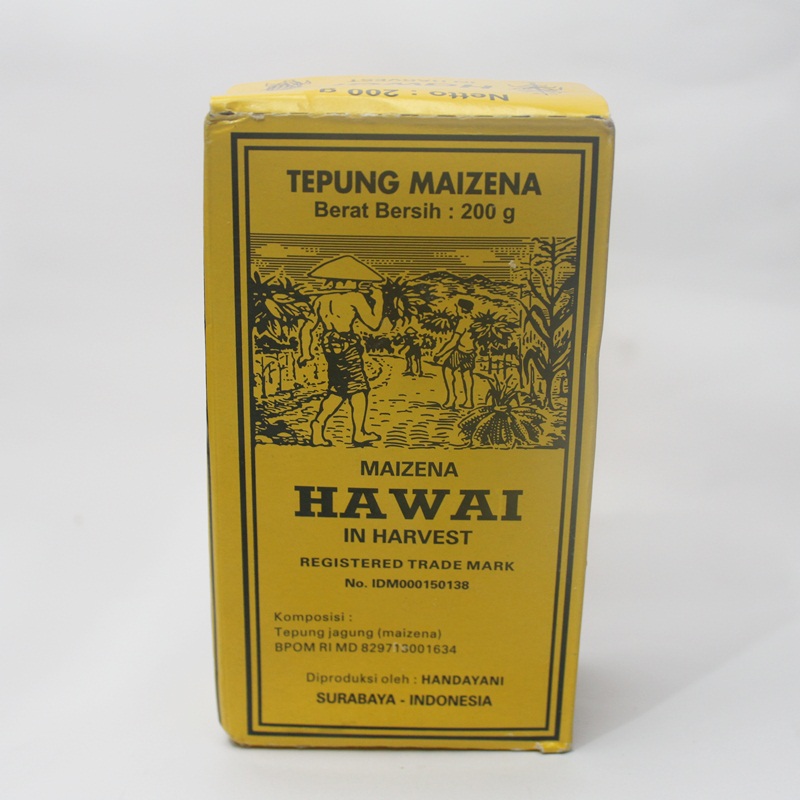 Netto : 200 g
TEPUNG MAIZENA
Berat Bersih : 200 g
MAIZENA
HAWAI
IN HARVEST
REGISTERED TRADE MARK
No. IDM000150138
Komposisi :
Tepung jagung (maizena)
BPOM RI MD 829713001634
Diproduksi oleh : HANDAYANI
SURABAYA - INDONESIA